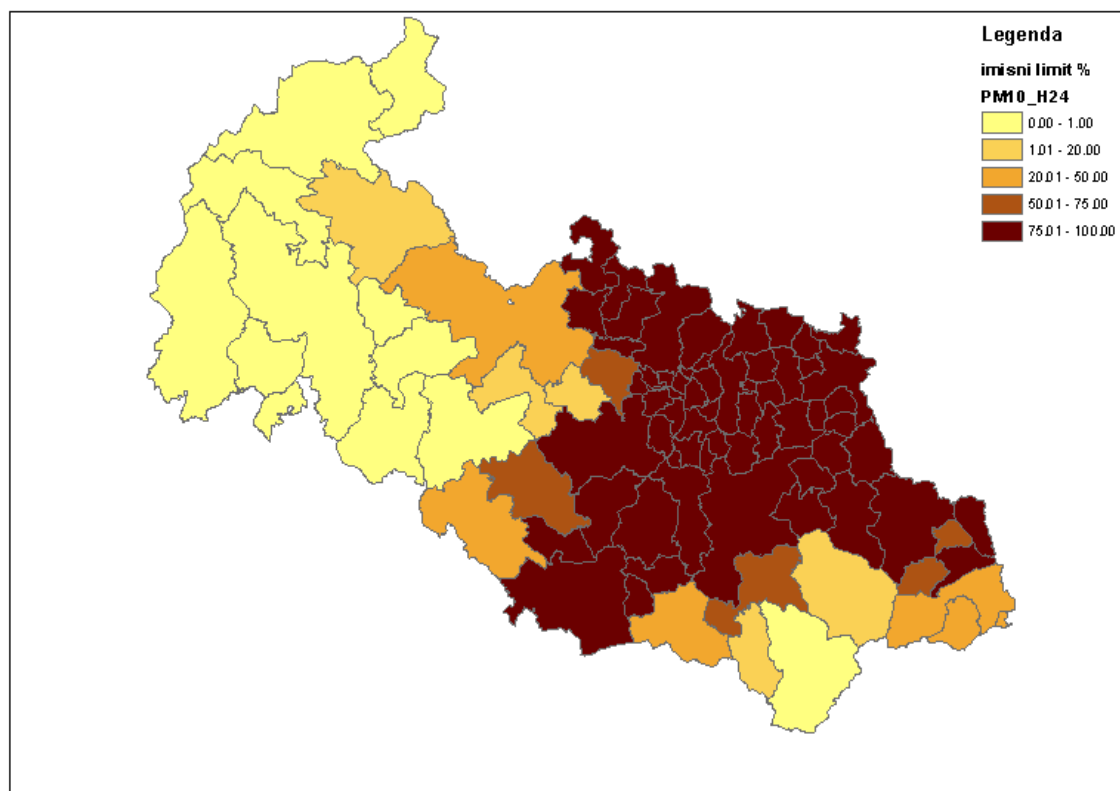 Legenda
imisni limit %
PM10_H24
0.00 - 1.00
1.01 - 20.00
20.01 - 50.00
50.01 - 75.00
75.01 - 100.00